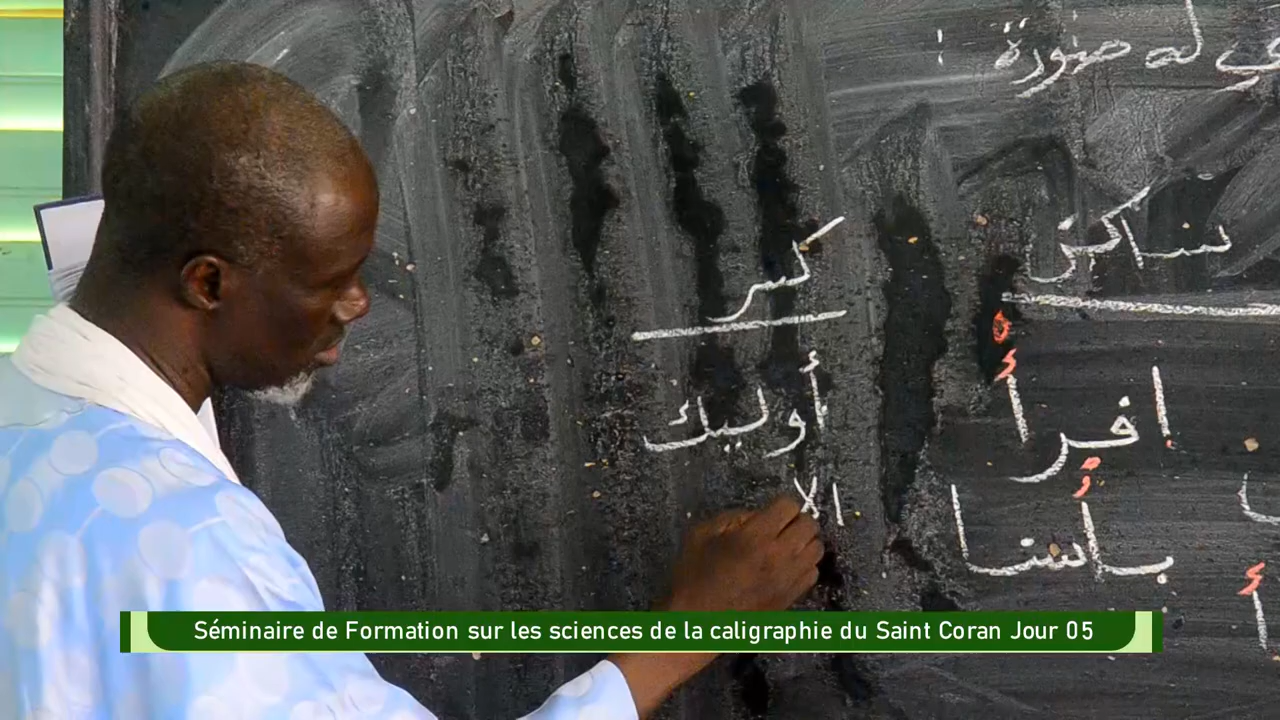 له صورة :
ساكن
كسر
اقرأ
أوليك
بأسنا
الا
أ
Séminaire de Formation sur les sciences de la caligraphie du Saint Coran Jour 05